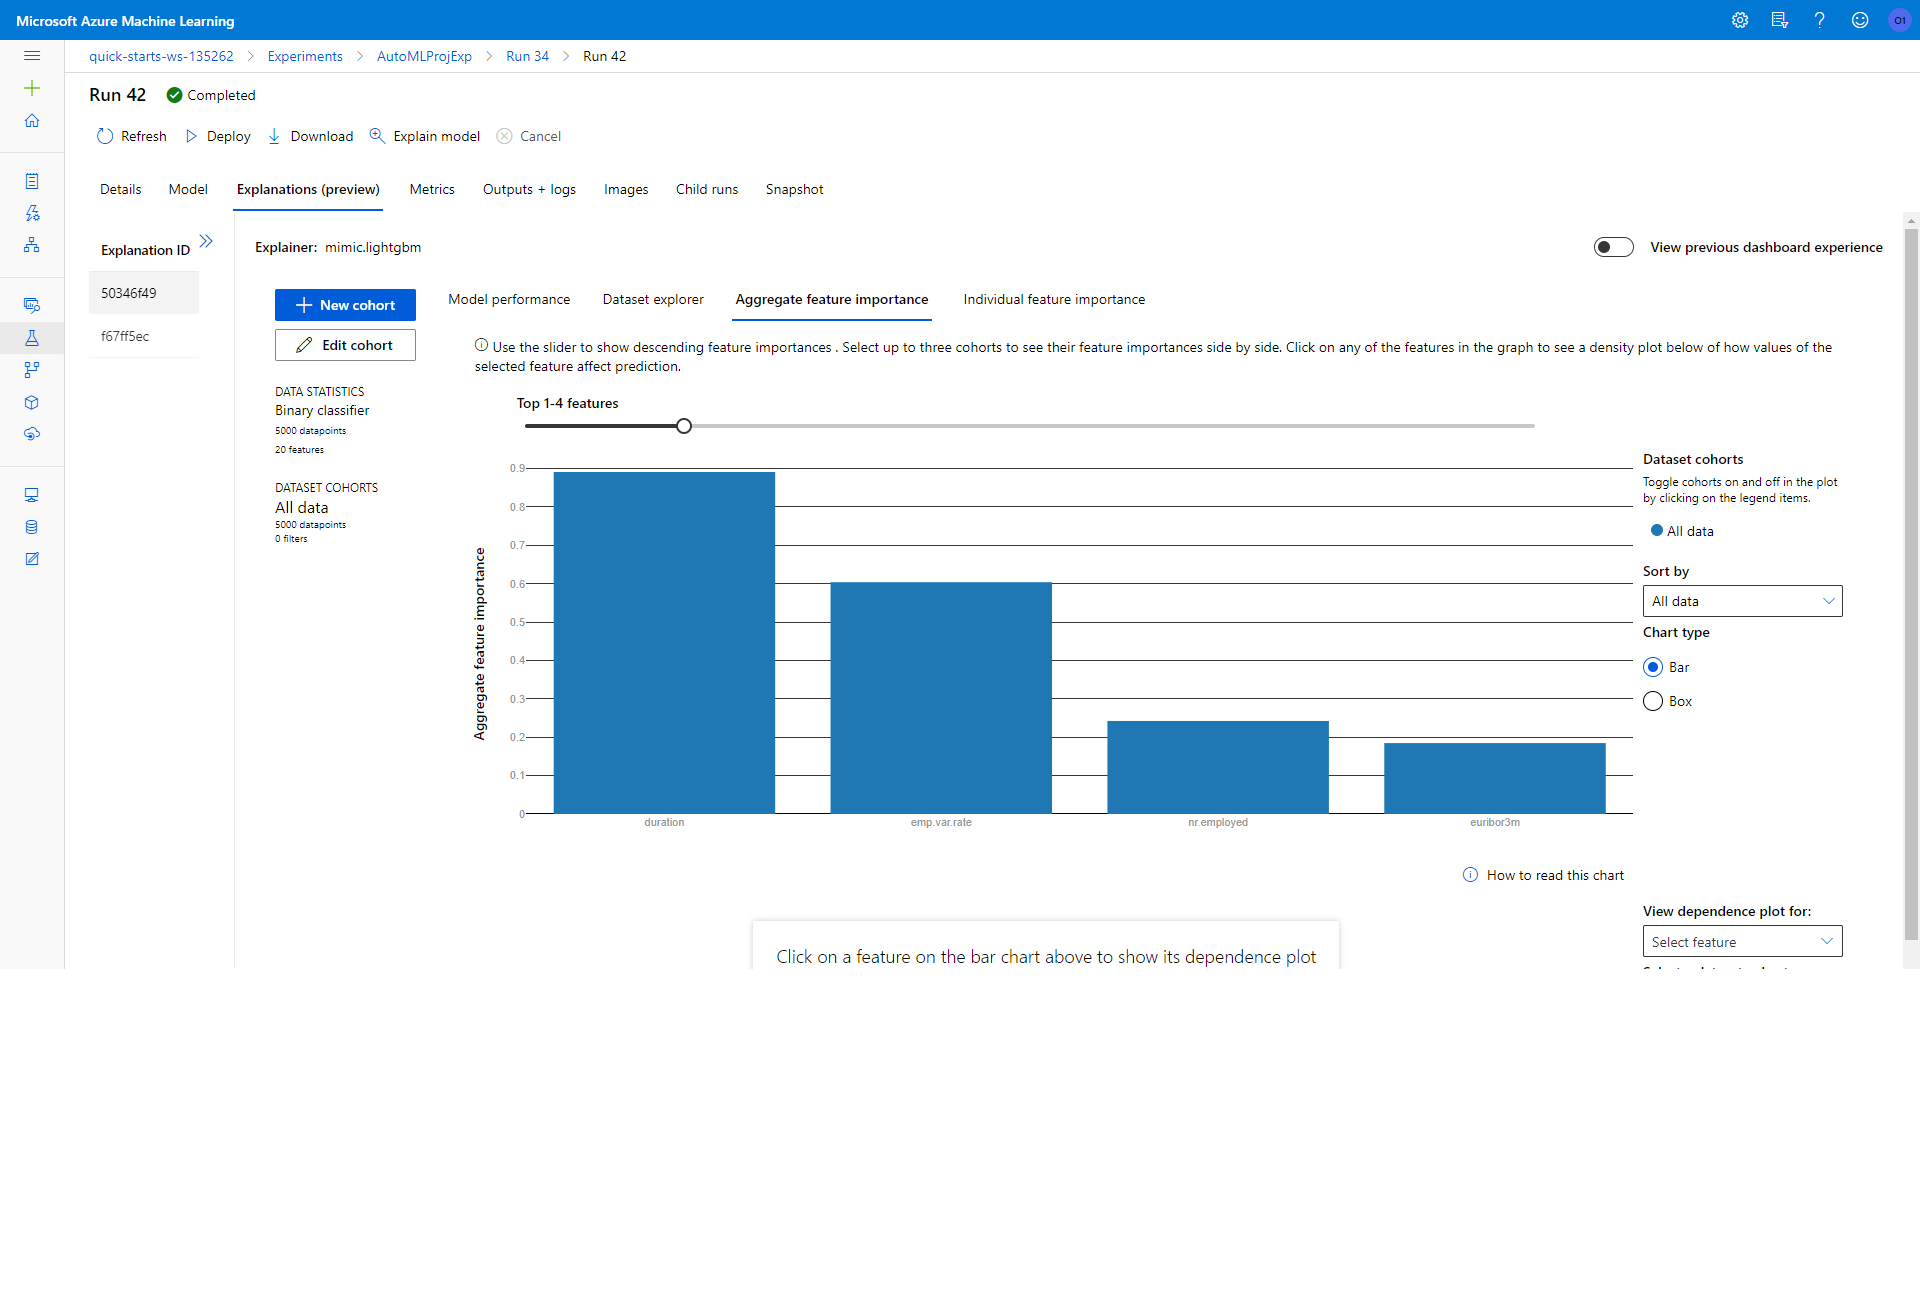 Microsoft Azure Machine Learning
O1
quick-starts-ws-135262 > Experiments > AutoMLProjExp > Run 34 > Run 42
Run 42 Completed
Refresh Deploy Download Explain model Cancel
Details Model Explanations (preview) Metrics Outputs + logs Images Child runs Snapshot
Explanation ID
50346f49
f67ff5ec
Explainer: mimic.lightgbm
View previous dashboard experience
New cohort
Edit cohort
DATA STATISTICS
Binary classifier
5000 datapoints
20 features
DATASET COHORTS
All data
5000 datapoints
0 filters
Model performance Dataset explorer Aggregate feature importance Individual feature importance
Use the slider to show descending feature importances . Select up to three cohorts to see their feature importances side by side. Click on any of the features in the graph to see a density plot below of how values of the
selected feature affect prediction.
Top 1-4 features
Aggregate feature importance
0.9
0.8
0.7
0.6
0.5
0.4
0.3
0.2
0.1
0
duration emp.var.rate nr.employed euribor3m
Dataset cohorts
Toggle cohorts on and off in the plot
by clicking on the legend items.
All data
Sort by
All data
Chart type
Bar
Box
How to read this chart
Click on a feature on the bar chart above to show its dependence plot
View dependence plot for:
Select feature